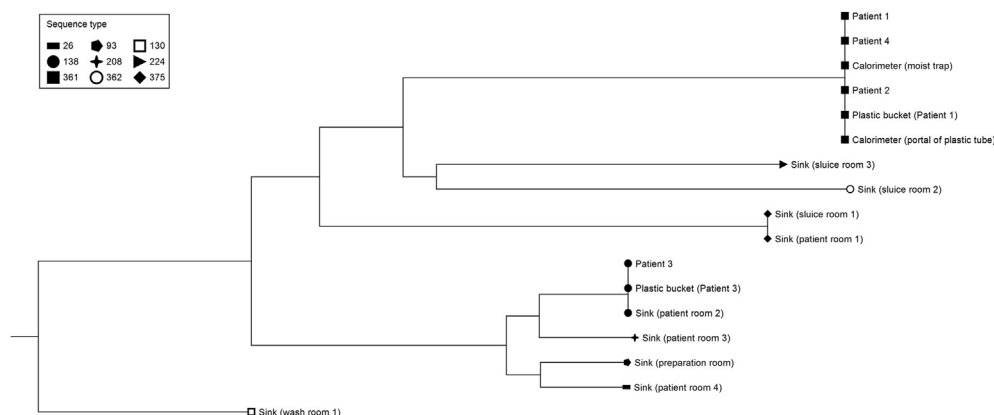 Sequence type
26 93 130
138 208 224
361 362 375
Patient 1
Patient 4
Calorimeter (moist trap)
Patient 2
Plastic bucket (Patient 1)
Calorimeter (portal of plastic tube)
Sink (sluice room 3)
Sink (sluice room 2)
Sink (sluice room 1)
Sink (patient room 1)
Patient 3
Plastic bucket (Patient 3)
Sink (patient room 2)
Sink (patient room 3)
Sink (preparation room)
Sink (patient room 4)
Sink (wash room 1)